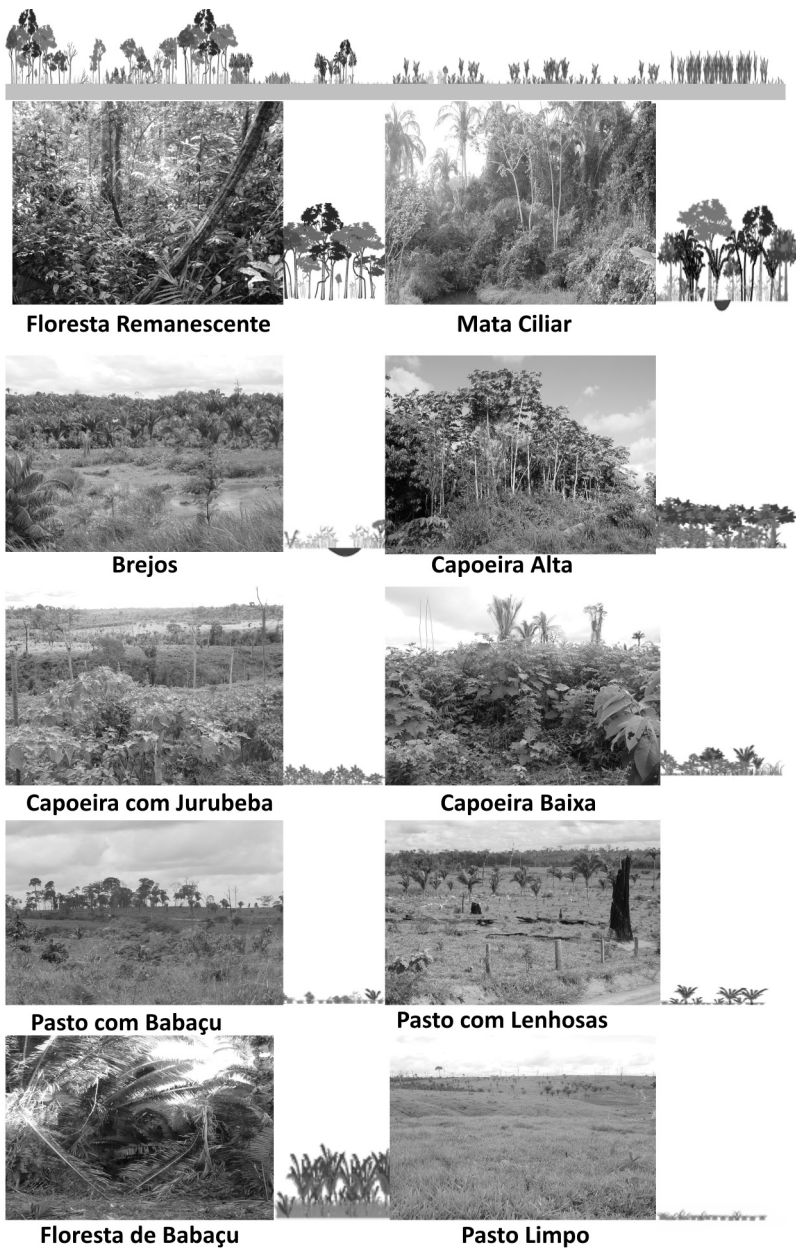 Floresta Remanescente
Mata Ciliar
Brejos
Capoeira Alta
Capoeira com Jurubeba
Capoeira Baixa
Pasto com Babaçu
Pasto com Lenhosas
Floresta de Babaçu
Pasto Limpo